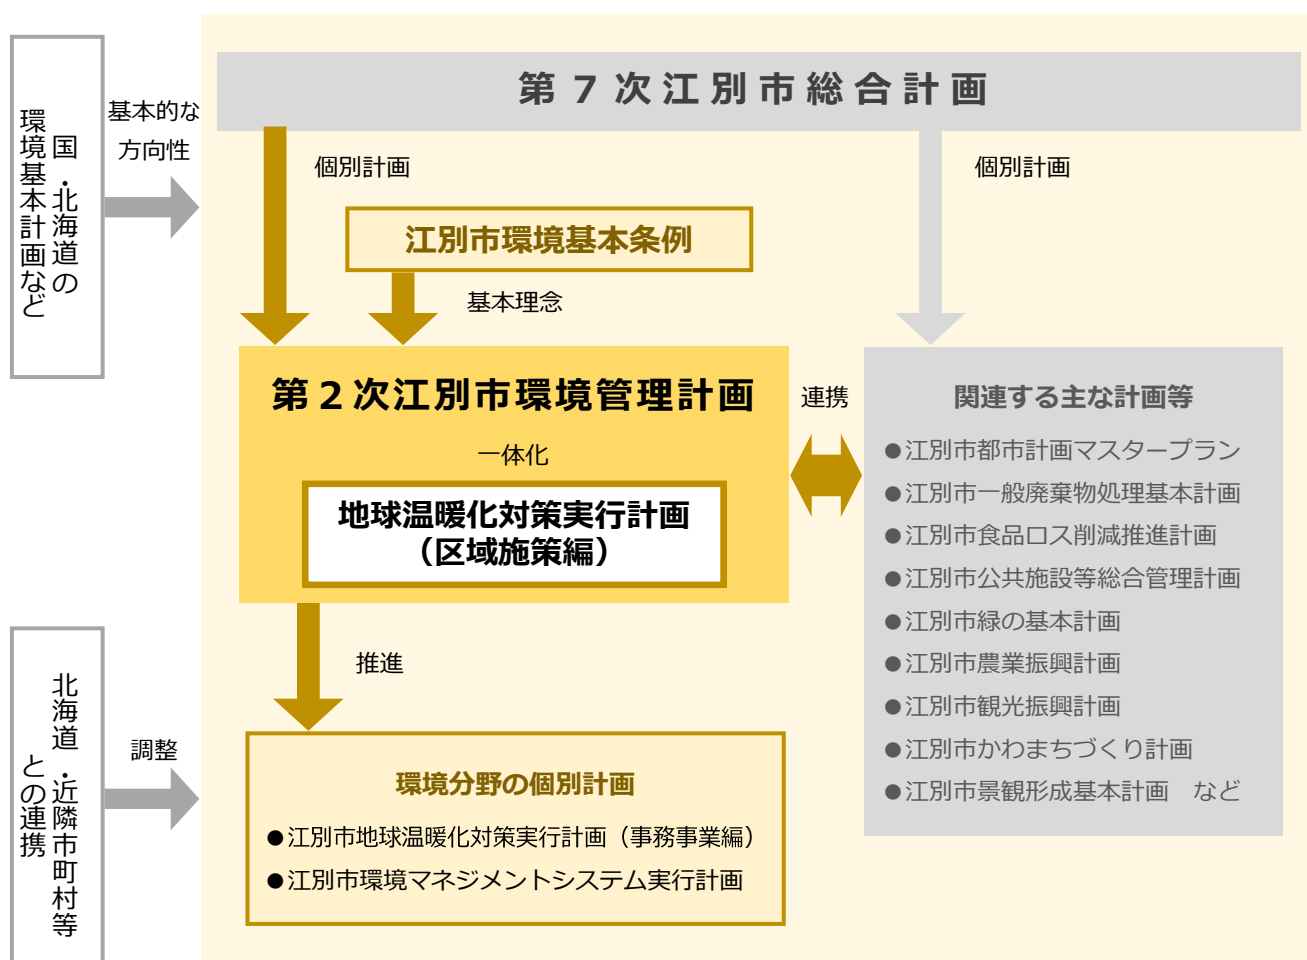 国・北海道の
環境基本計画など
基本的な
方向性
第７次江別市総合計画
個別計画
個別計画
江別市環境基本条例
基本理念
第２次江別市環境管理計画
一体化
地球温暖化対策実行計画
（区域施策編）
連携
関連する主な計画等
●江別市都市計画マスタープラン
●江別市一般廃棄物処理基本計画
●江別市食品ロス削減推進計画
●江別市公共施設等総合管理計画
●江別市緑の基本計画
●江別市農業振興計画
●江別市観光振興計画
●江別市かわまちづくり計画
●江別市景観形成基本計画　など
推進
北海道・近隣市町村等
との連携
調整
環境分野の個別計画
●江別市地球温暖化対策実行計画（事務事業編）
●江別市環境マネジメントシステム実行計画